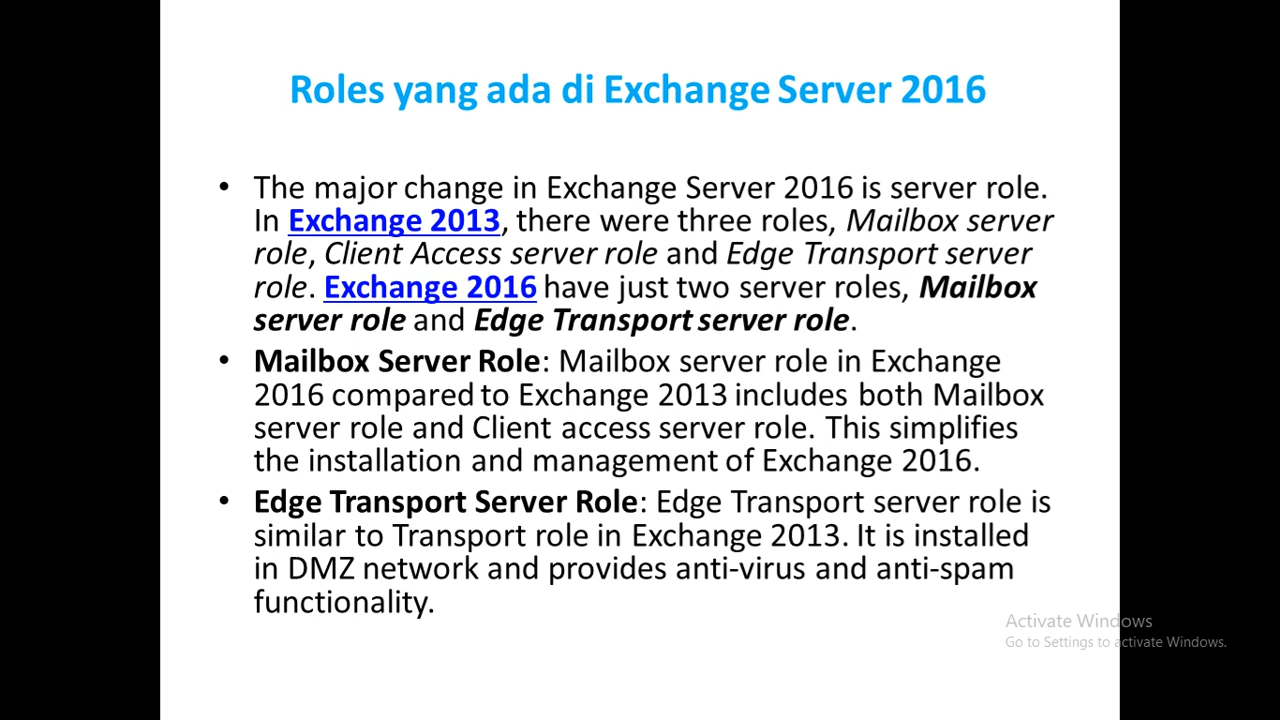 Roles yang ada di Exchange Server 2016
• The major change in Exchange Server 2016 is server role.
In Exchange 2013, there were three roles, Mailbox server
role, Client Access server role and Edge Transport server
role. Exchange 2016 have just two server roles, Mailbox
server role and Edge Transport server role.
• Mailbox Server Role: Mailbox server role in Exchange
2016 compared to Exchange 2013 includes both Mailbox
server role and Client access server role. This simplifies
the installation and management of Exchange 2016.
• Edge Transport Server Role: Edge Transport server role is
similar to Transport role in Exchange 2013. It is installed
in DMZ network and provides anti-virus and anti-spam
functionality.
Activate Windows
Go to Settings to activate Windows.